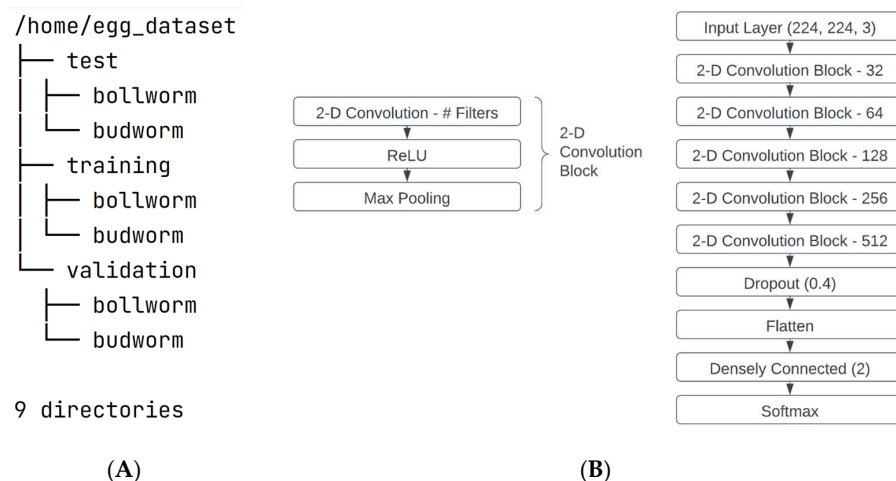 /home/egg_dataset
├── test
│ ├── bollworm
│ └── budworm
├── training
│ ├── bollworm
│ └── budworm
└── validation
├── bollworm
└── budworm
9 directories
(A)
2-D Convolution - # Filters
ReLU
Max Pooling
2-D
Convolution
Block
Input Layer (224, 224, 3)
2-D Convolution Block - 32
2-D Convolution Block - 64
2-D Convolution Block - 128
2-D Convolution Block - 256
2-D Convolution Block - 512
Dropout (0.4)
Flatten
Densely Connected (2)
Softmax
(B)